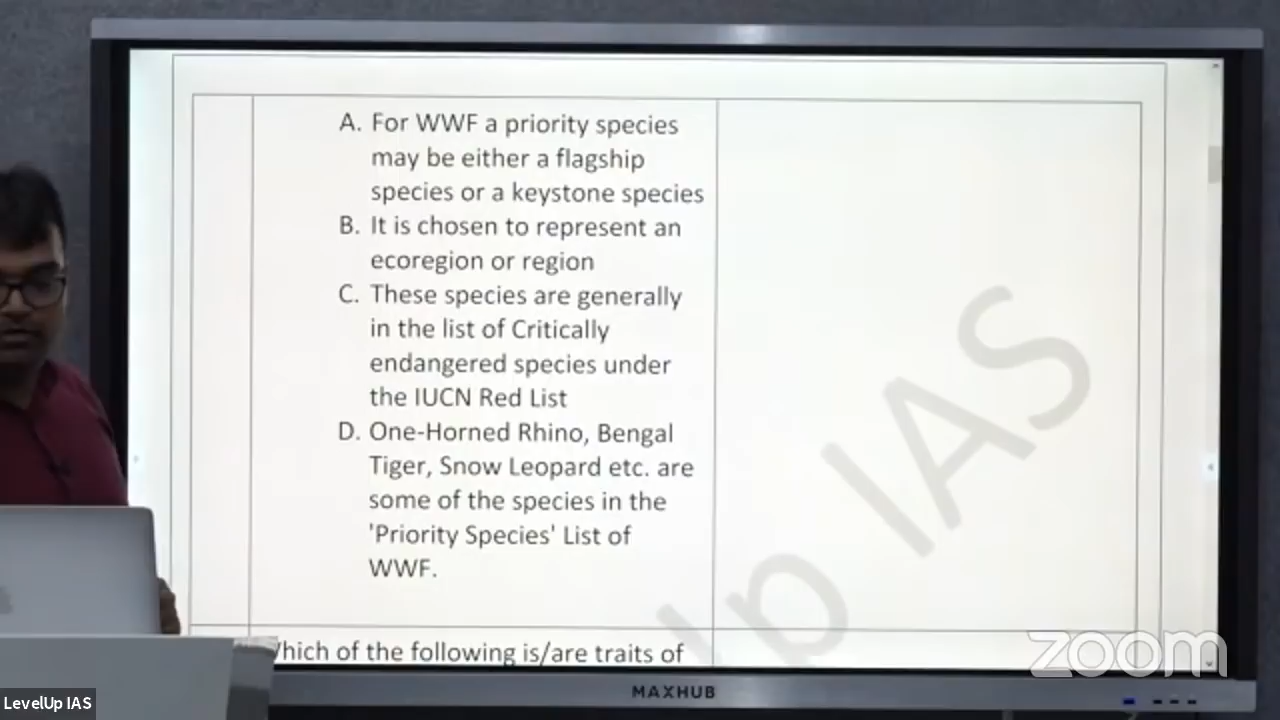 A. For WWF a priority species
may be either a flagship
species or a keystone species
B. It is chosen to represent an
ecoregion or region
C. These species are generally
in the list of Critically
endangered species under
the IUCN Red List
D. One-Horned Rhino, Bengal
Tiger, Snow Leopard etc. are
some of the species in the
'Priority Species' List of
WWF.
of the following is/are traits of
Up IAS
zoom
MAXHUB
LevelUp IAS